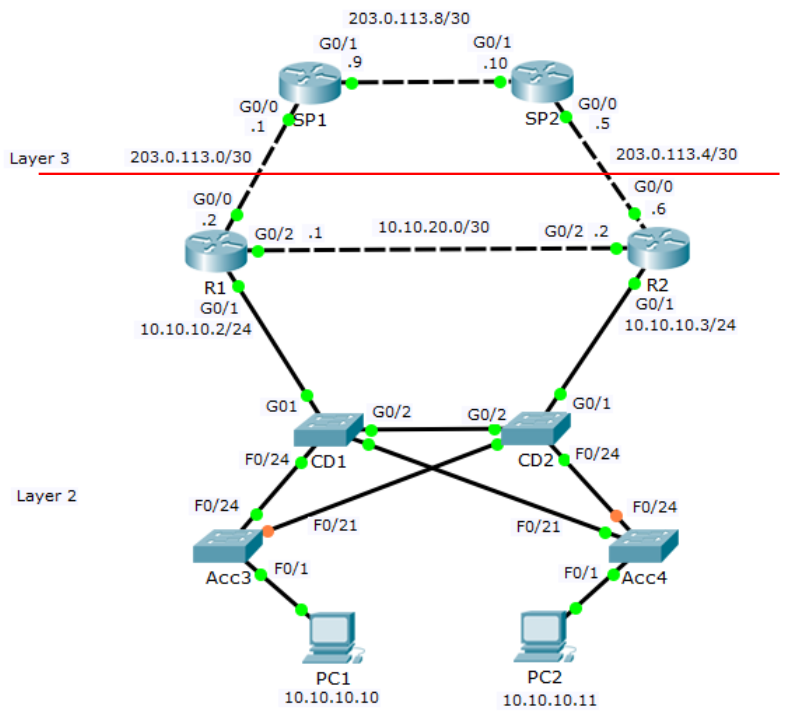 203.0.113.8/30
G0/1
G0/1
.9
.10
G0/0
.1
SP1
SP2
G0/0
.5
Layer 3
203.0.113.0/30
203.0.113.4/30
G0/0
.2
G0/0
.6
G0/2 .1
10.10.20.0/30
G0/2 .2
R1
R2
G0/1
10.10.10.2/24
G0/1
10.10.10.3/24
G01
G0/2
G0/2
G0/1
F0/24
CD1
CD2
F0/24
Layer 2
F0/24
F0/21
F0/21
F0/24
Acc3
F0/1
F0/1
Acc4
PC1
10.10.10.10
PC2
10.10.10.11